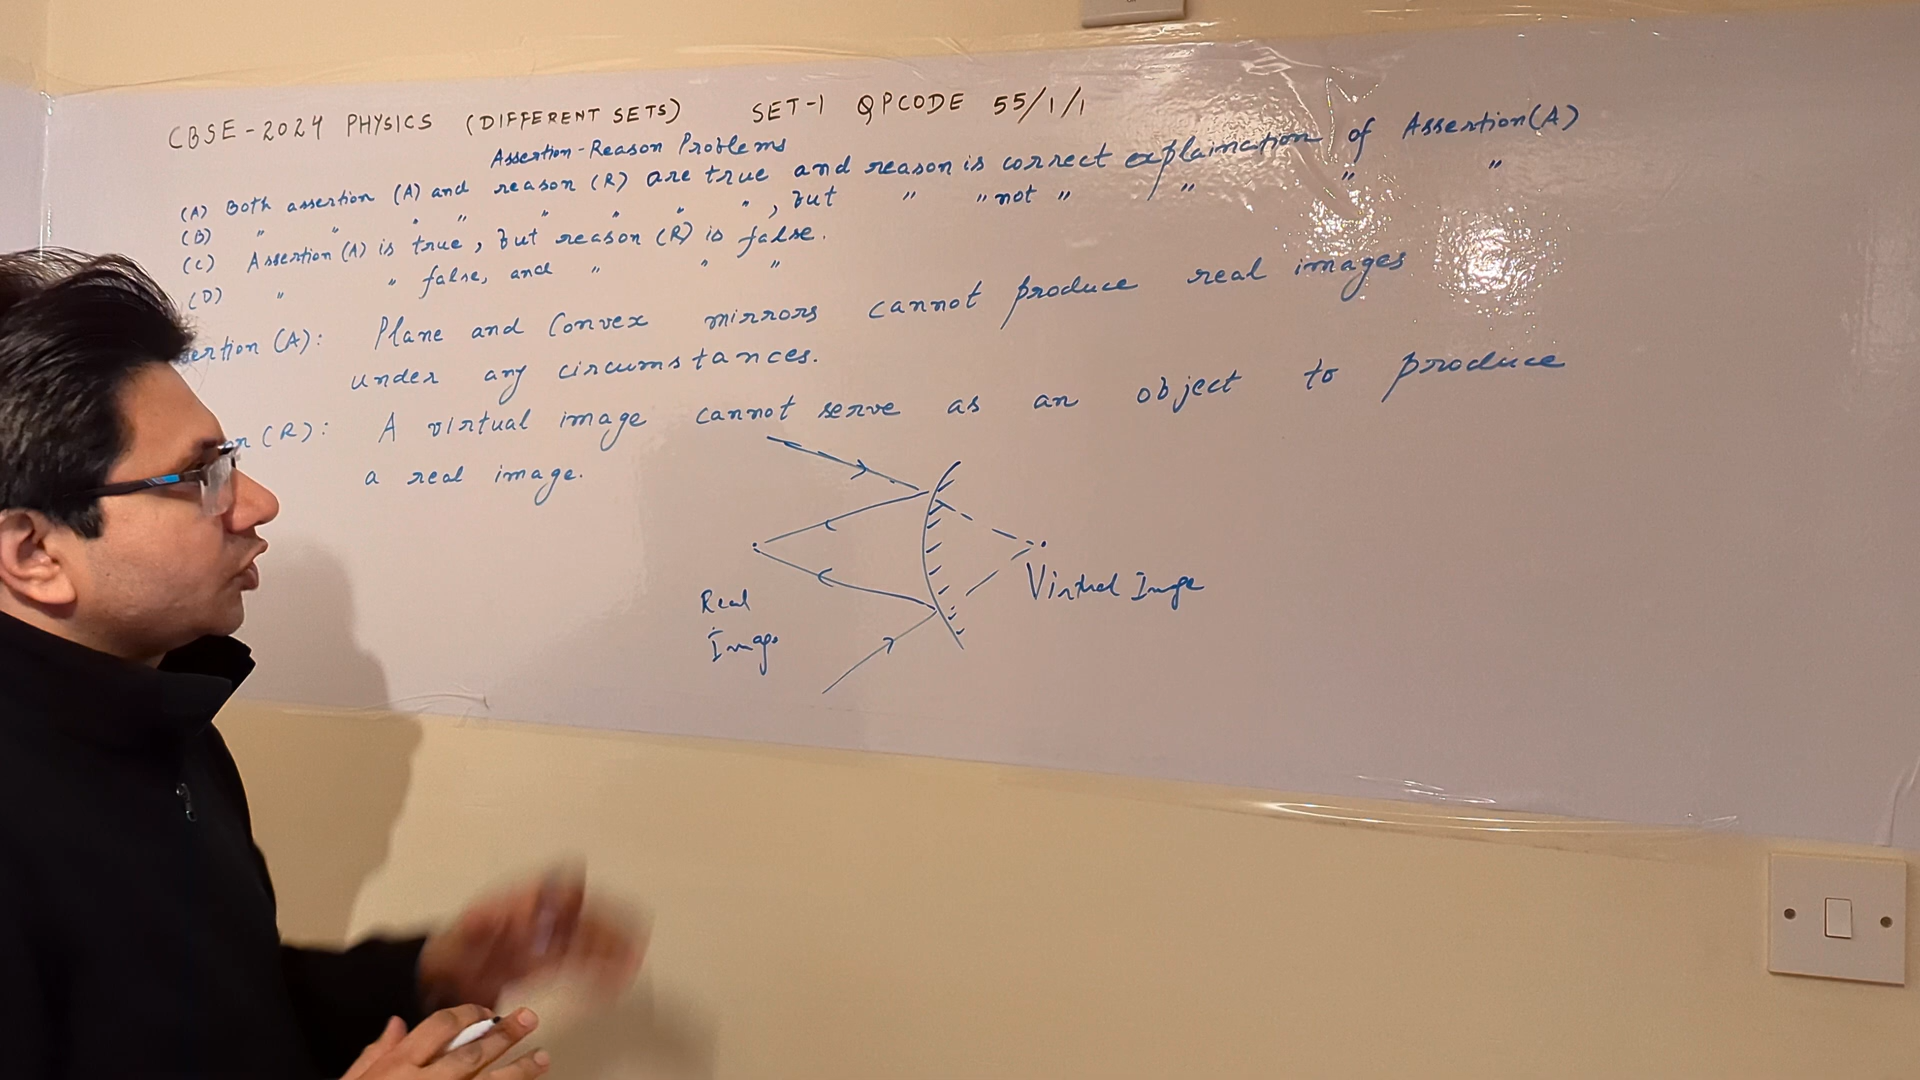 CBSE-2024 PHYSICS (DIFFERENT SETS) SET-1 QPCODE 55/1/1
Assertion-Reason Problems
(A) Both assertion (A) and reason (R) are true and reason is correct explaination of Assertion(A)
(B) " " " " " " " " , but " " not " " " "
(C) Assertion (A) is true, but reason (R) is false.
(D) " " false, and " " "
sertion (A): Plane and Convex mirrors cannot produce real images
under any circumstances.
on (R): A virtual image cannot serve as an object to produce
a real image.
Virtual Image
Real
Image